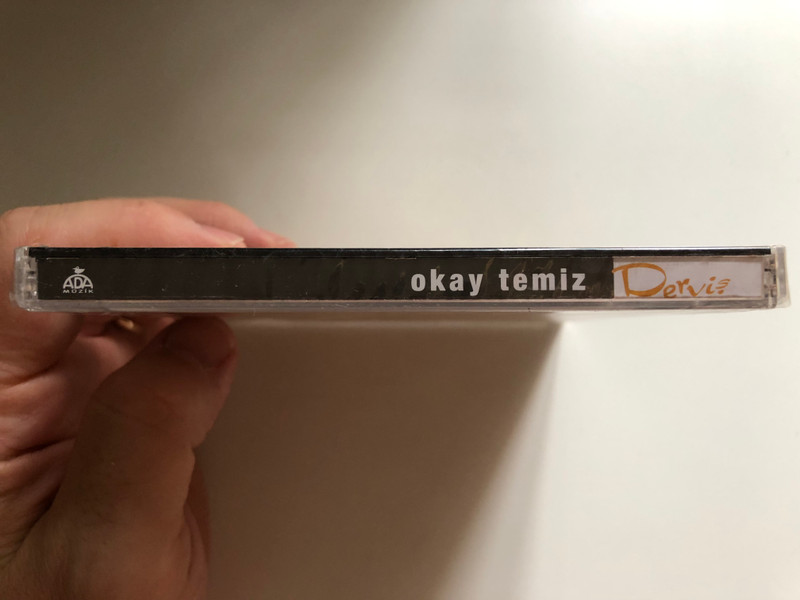 ADA
MÜZİK
okay temiz
Derviş